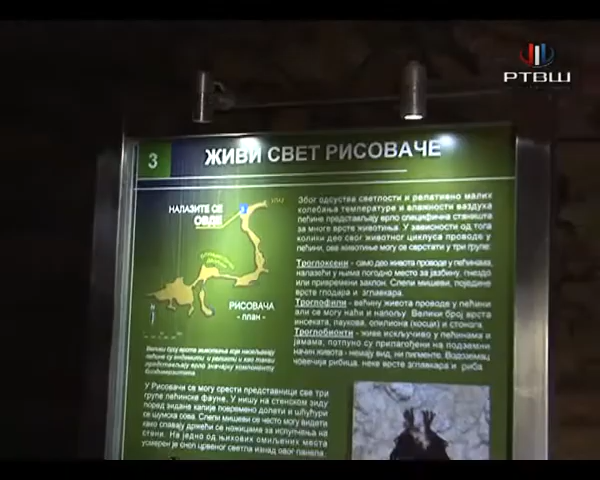 РТВШ
3
ЖИВИ СВЕТ РИСОВАЧЕ
НАЛАЗИТЕ СЕ
ОВДЕ
РИСОВАЧА
- план -
Због одсуства светлости и релативно малих
колебања температуре и влажности ваздуха
пећине представљају врло специфична станишта
за многе врсте животиња. У зависности од тога
колики део свог животног циклуса проводе у
пећини, ове животиње могу се сврстати у три групе:
Троглоксени - само део живота проводе у пећинама,
налазећи у њима погодно место за јазбину, гнездо
или привремени заклон. Слепи мишеви, поједине
врсте глодара и зглавкара.
Троглофили - већину живота проводе у пећини
али се могу наћи и напољу. Велики број врста
инсеката, паукова, опилиона (косци) и стонога.
Троглобионти - живе искључиво у пећинама и
јамама, потпуно су прилагођени на подземни
начин живота - немају вид, ни пигменте. Водоземац
човечија рибица, неке врсте зглавкара и риба.
У Рисовачи се могу срести представници све три
групе пећинске фауне. У нишу на стенском зиду
поред зидане капије повремено долети и шћућури
се шумска сова. Слепи мишеви се често могу видети
како спавају држећи се ножицама за испупчења на
стени. На једно од њихових омиљених места
усмерен је сноп црвеног светла изнад овог панела.